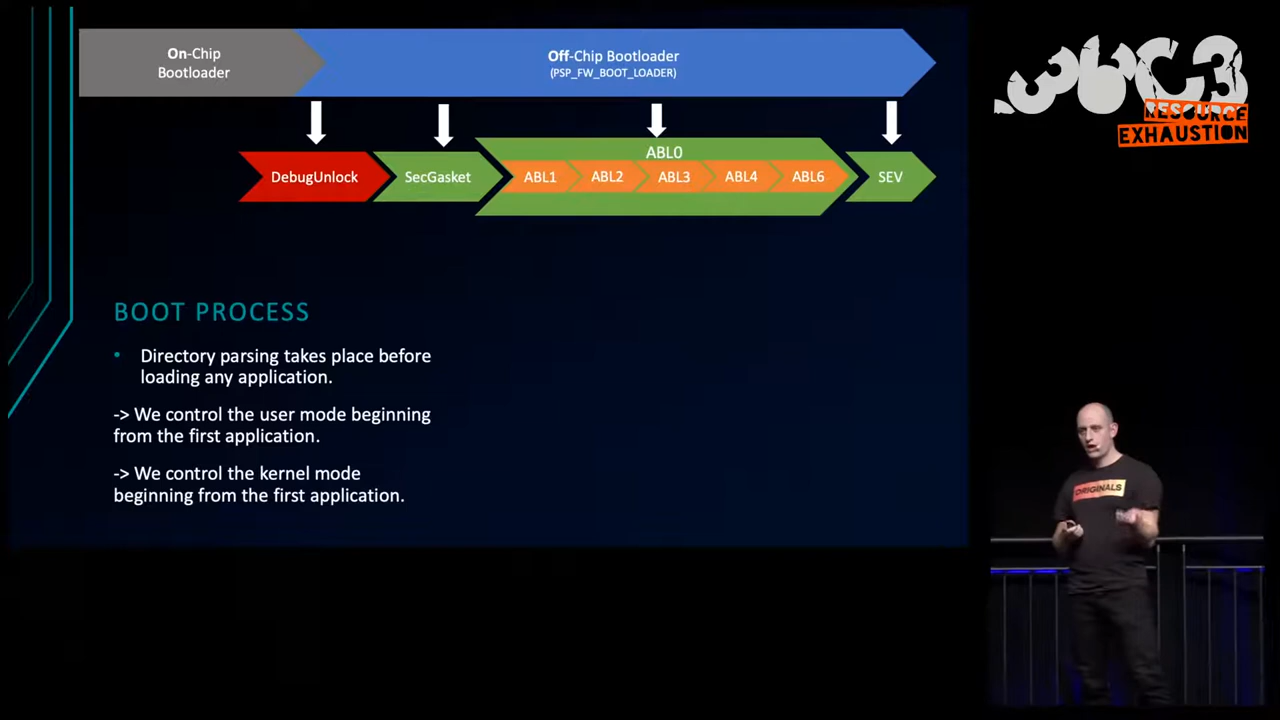 On-Chip
Bootloader
Off-Chip Bootloader
(PSP_FW_BOOT_LOADER)
DebugUnlock
SecGasket
ABL0
ABL1
ABL2
ABL3
ABL4
ABL6
SEV
BOOT PROCESS
• Directory parsing takes place before
loading any application.
-> We control the user mode beginning
from the first application.
-> We control the kernel mode
beginning from the first application.
36C3
RESOURCE
EXHAUSTION
ORIGINALS